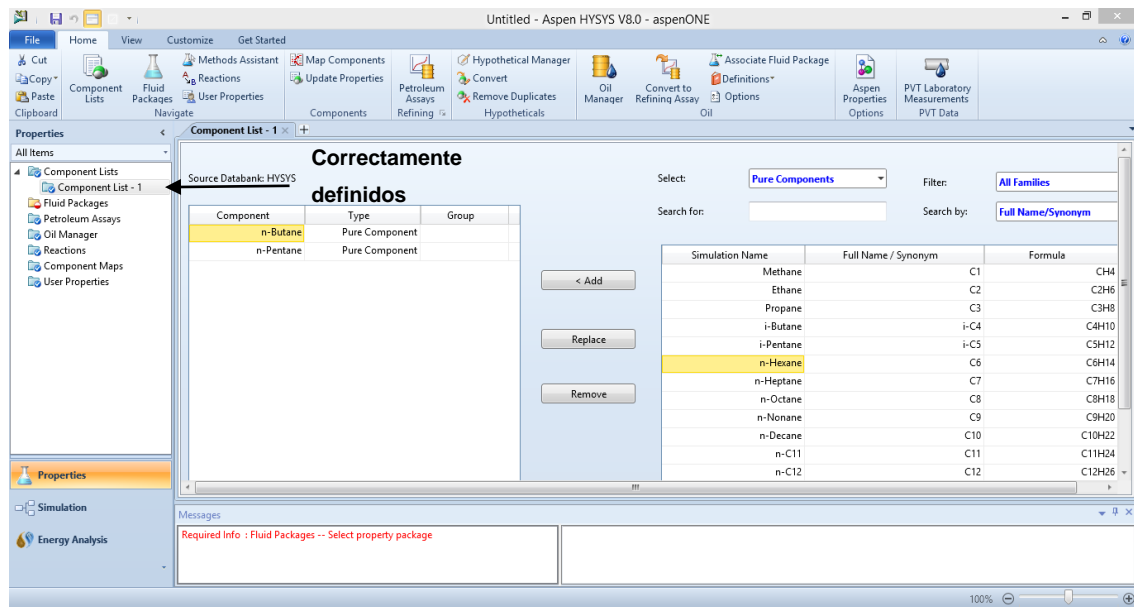 Untitled - Aspen HYSYS V8.0 - aspenONE
File Home View Customize Get Started
Cut
Copy
Paste
Clipboard
Component Lists
Fluid Packages
Methods Assistant
Reactions
User Properties
Navigate
Map Components
Update Properties
Components
Petroleum Assays
Refining
Hypothetical Manager
Convert
Remove Duplicates
Hypotheticals
Oil Manager
Convert to Refining Assay
Associate Fluid Package
Definitions
Options
Oil
Aspen Properties
Options
PVT Laboratory Measurements
PVT Data
Properties
All Items
Component Lists
Component List - 1
Fluid Packages
Petroleum Assays
Oil Manager
Reactions
Component Maps
User Properties
Properties
Simulation
Energy Analysis
Component List - 1
Correctamente
definidos
Source Databank: HYSYS
Component Type Group
n-Butane Pure Component
n-Pentane Pure Component
< Add
Replace
Remove
Select: Pure Components Filter: All Families
Search for: Search by: Full Name/Synonym
Simulation Name Full Name / Synonym Formula
Methane C1 CH4
Ethane C2 C2H6
Propane C3 C3H8
i-Butane i-C4 C4H10
i-Pentane i-C5 C5H12
n-Hexane C6 C6H14
n-Heptane C7 C7H16
n-Octane C8 C8H18
n-Nonane C9 C9H20
n-Decane C10 C10H22
n-C11 C11 C11H24
n-C12 C12 C12H26
Messages
Required Info : Fluid Packages -- Select property package
100%